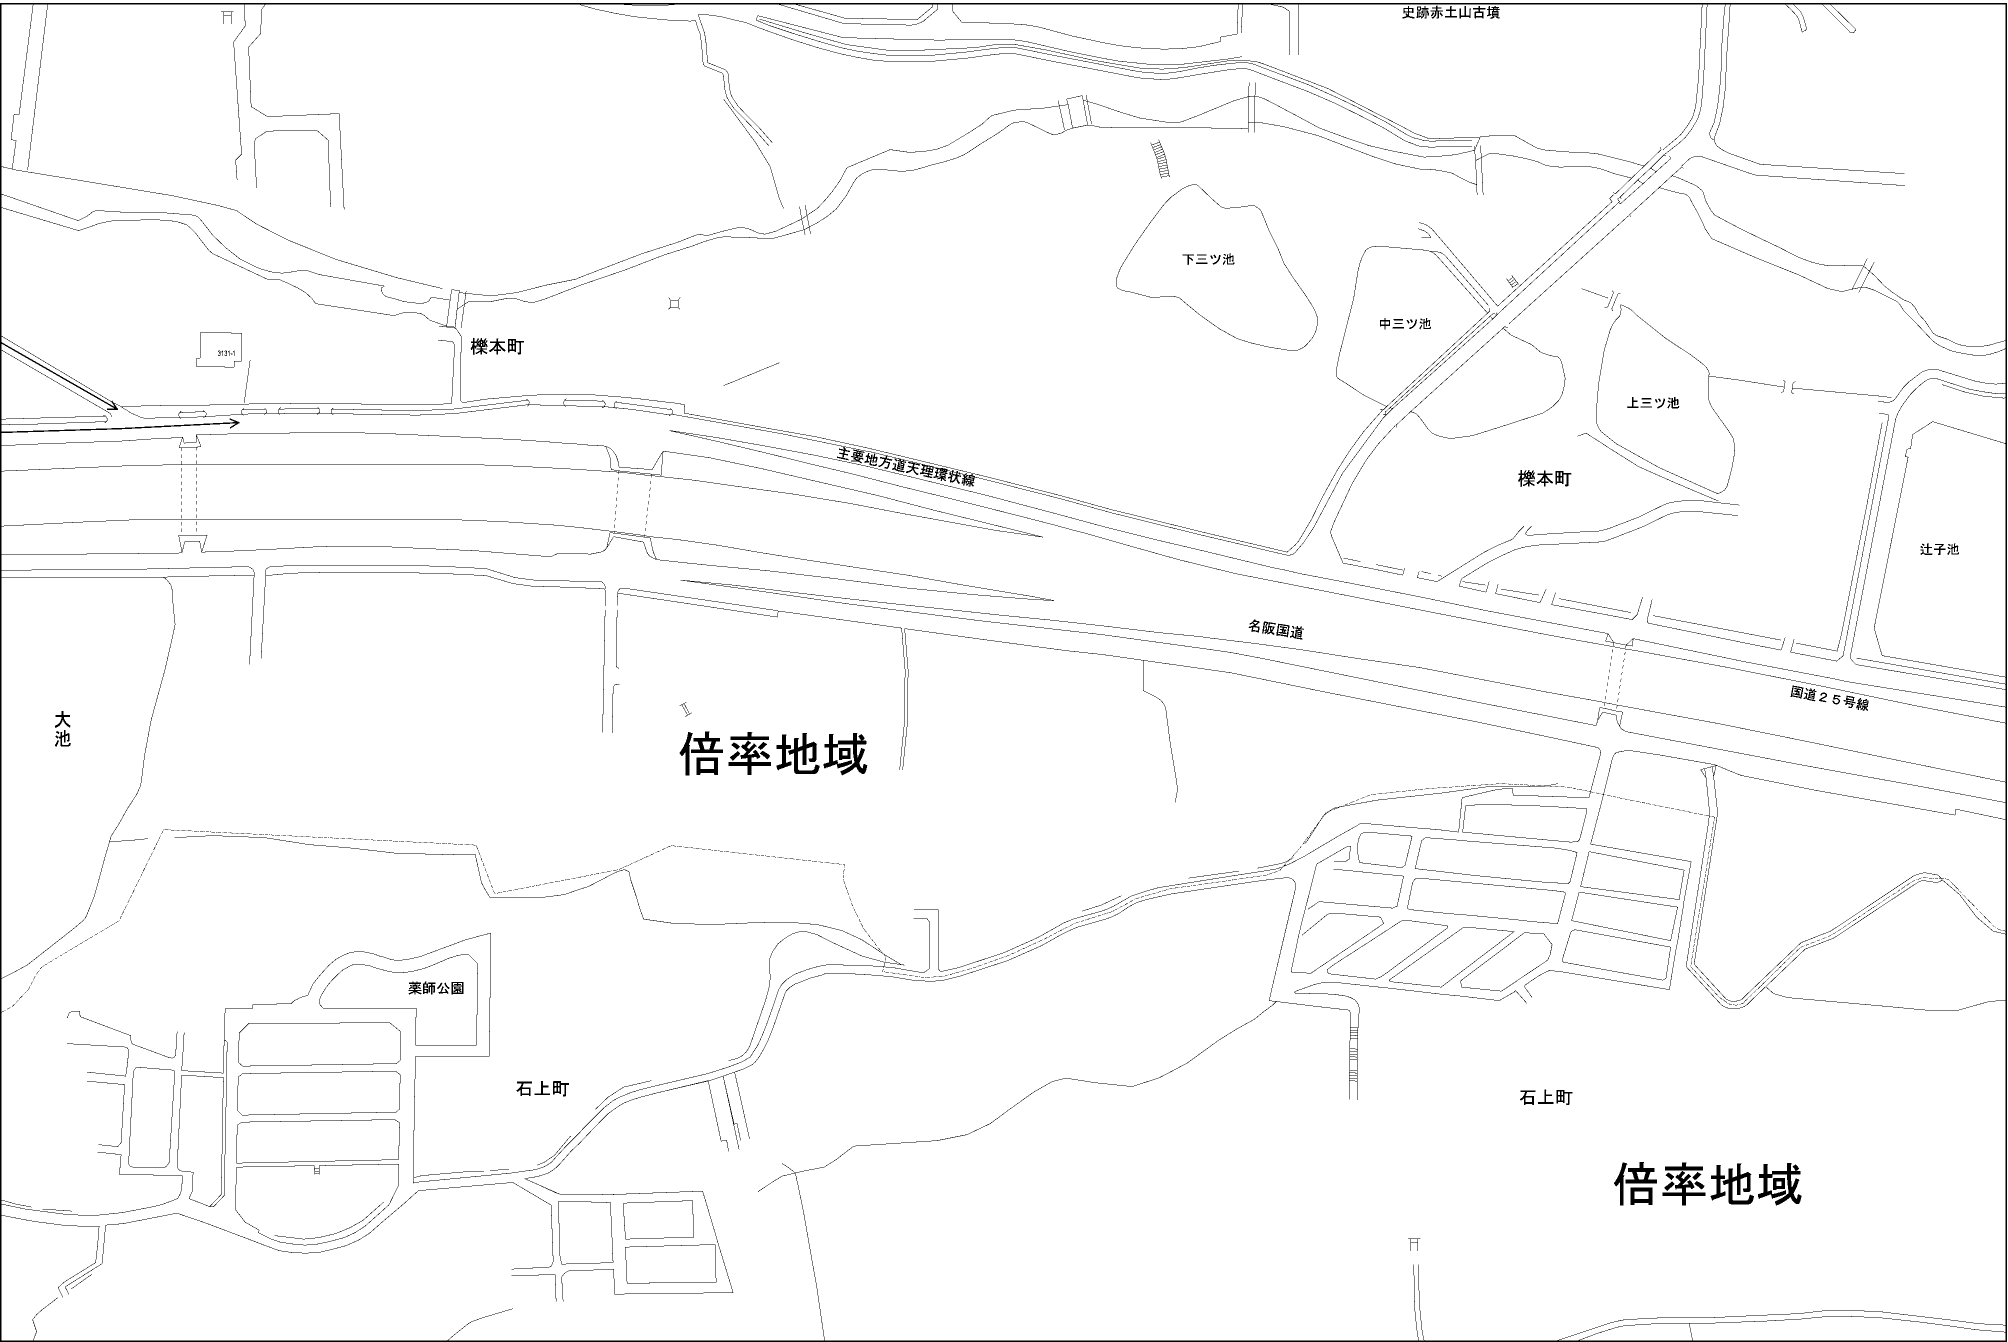 史跡赤土山古墳
下三ツ池
中三ツ池
櫟本町
3131-1
上三ツ池
主要地方道天理環状線
櫟本町
辻子池
名阪国道
国道25号線
大池
倍率地域
薬師公園
石上町
石上町
倍率地域